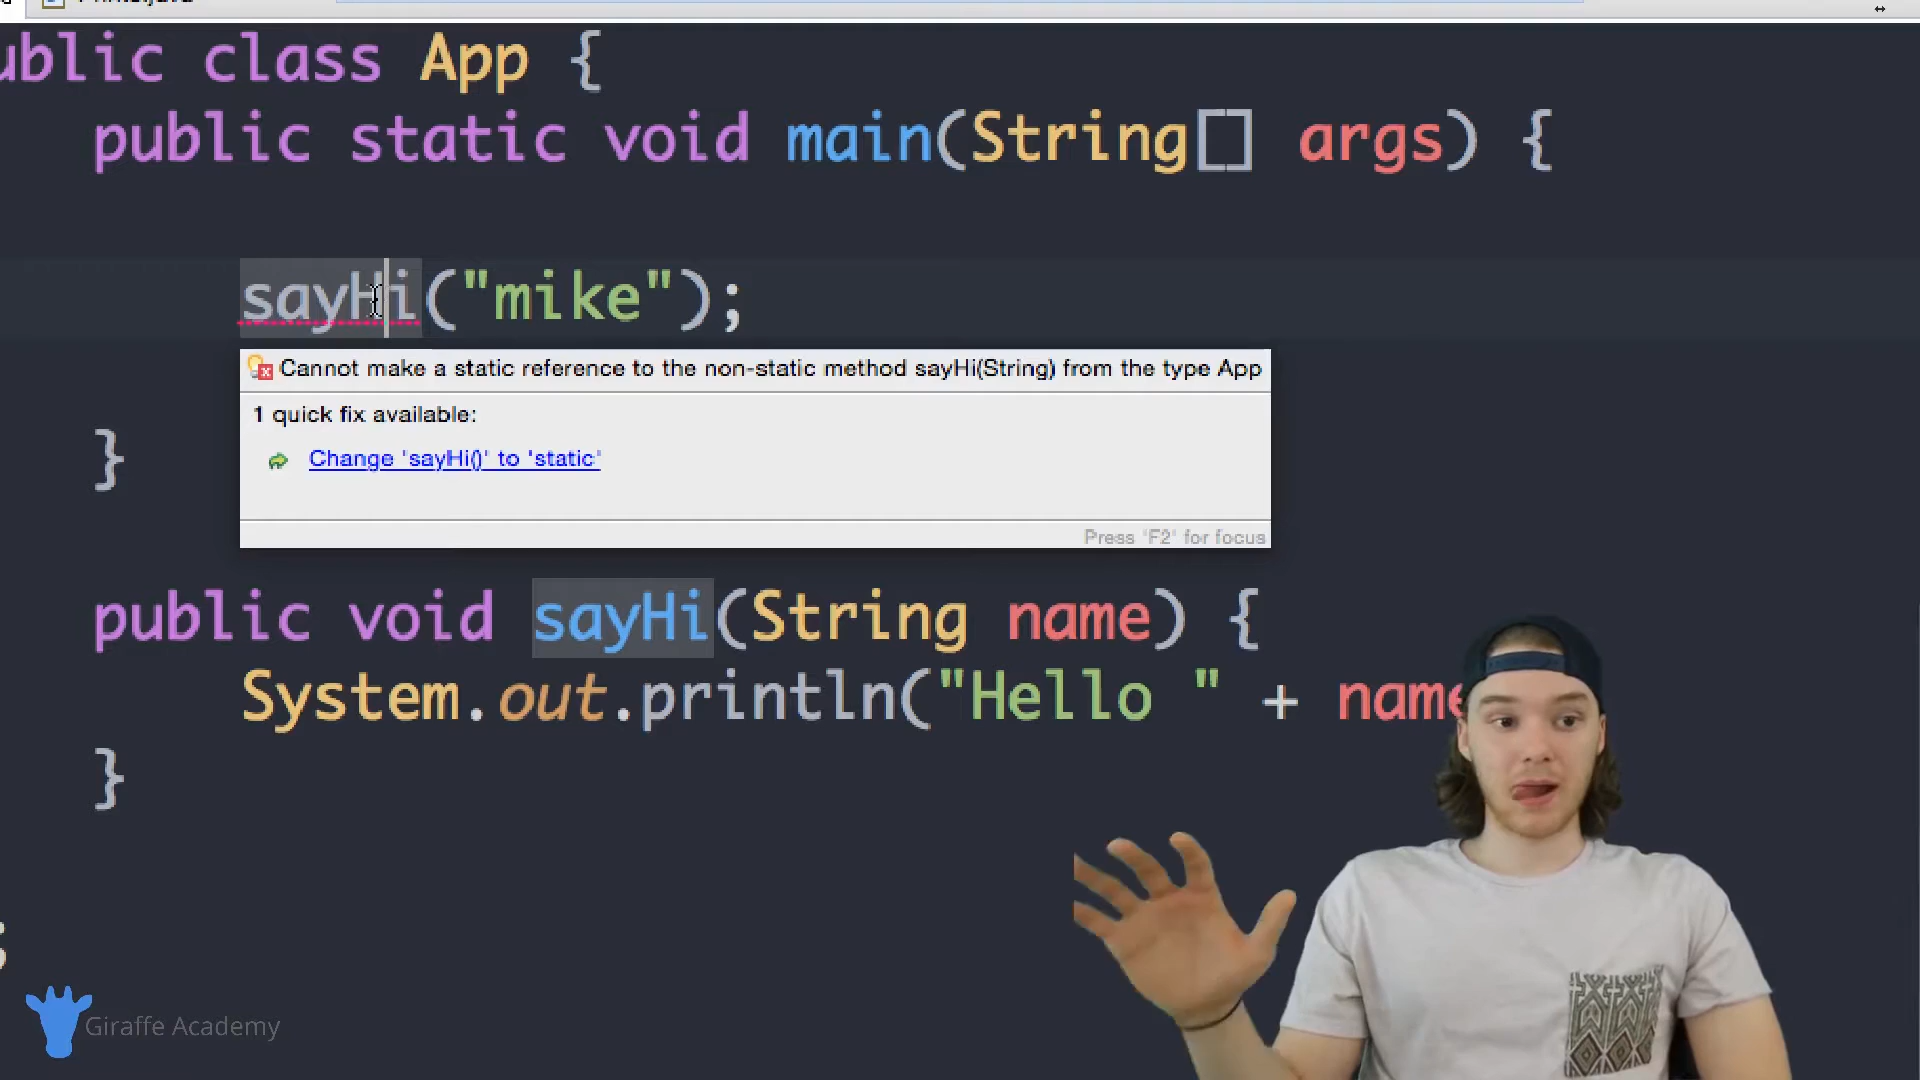 ublic class App {
public static void main(String[] args) {
sayHi("mike");
Cannot make a static reference to the non-static method sayHi(String) from the type App
1 quick fix available:
Change 'sayHi()' to 'static'
Press 'F2' for focus
}
public void sayHi(String name) {
System.out.println("Hello " + name
}
;
Giraffe Academy